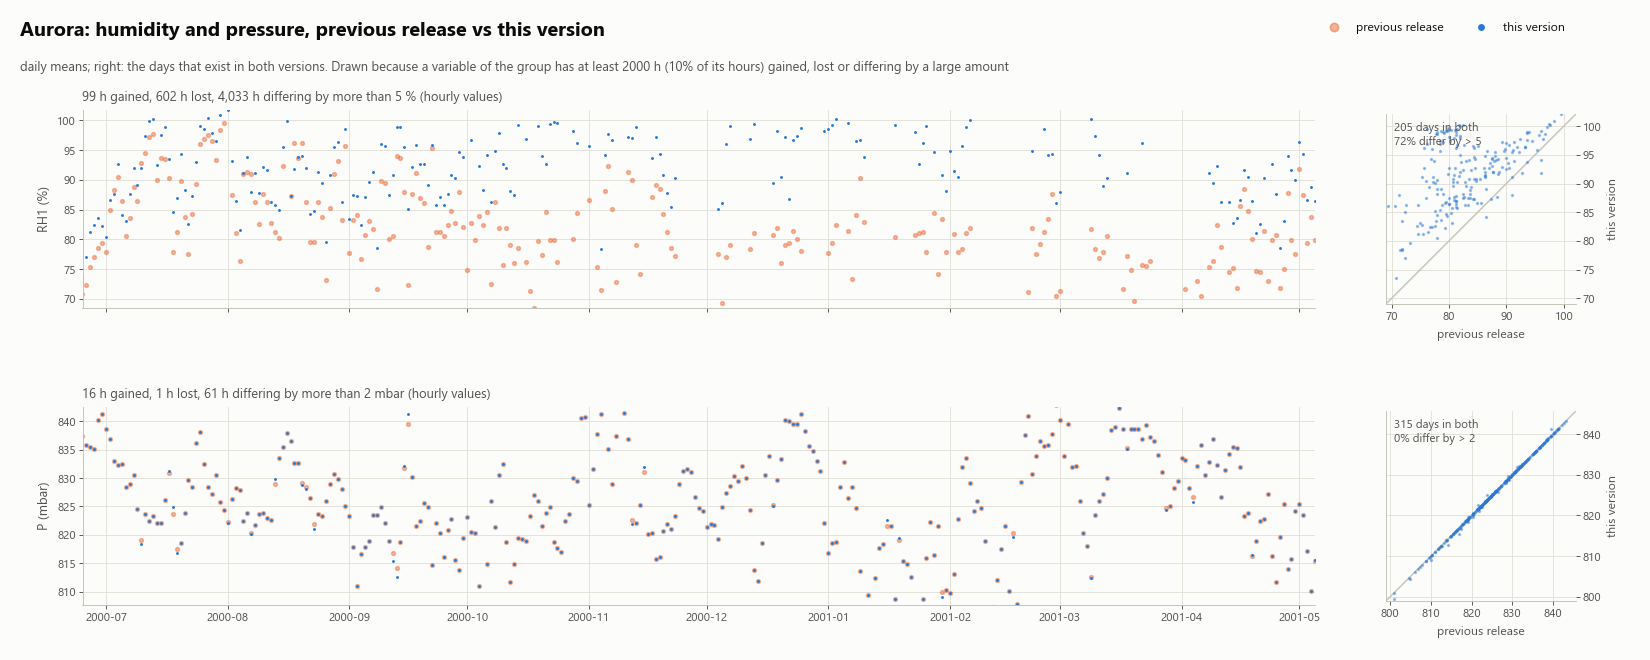 Aurora: humidity and pressure, previous release vs this version
previous release
this version
daily means; right: the days that exist in both versions. Drawn because a variable of the group has at least 2000 h (10% of its hours) gained, lost or differing by a large amount
99 h gained, 602 h lost, 4,033 h differing by more than 5 % (hourly values)
RH1 (%)
100
95
90
85
80
75
70
205 days in both
72% differ by > 5
100
95
90
85
80
75
70
this version
70 80 90 100
previous release
16 h gained, 1 h lost, 61 h differing by more than 2 mbar (hourly values)
P (mbar)
840
835
830
825
820
815
810
2000-07 2000-08 2000-09 2000-10 2000-11 2000-12 2001-01 2001-02 2001-03 2001-04 2001-05
315 days in both
0% differ by > 2
840
830
820
810
800
this version
800 810 820 830 840
previous release